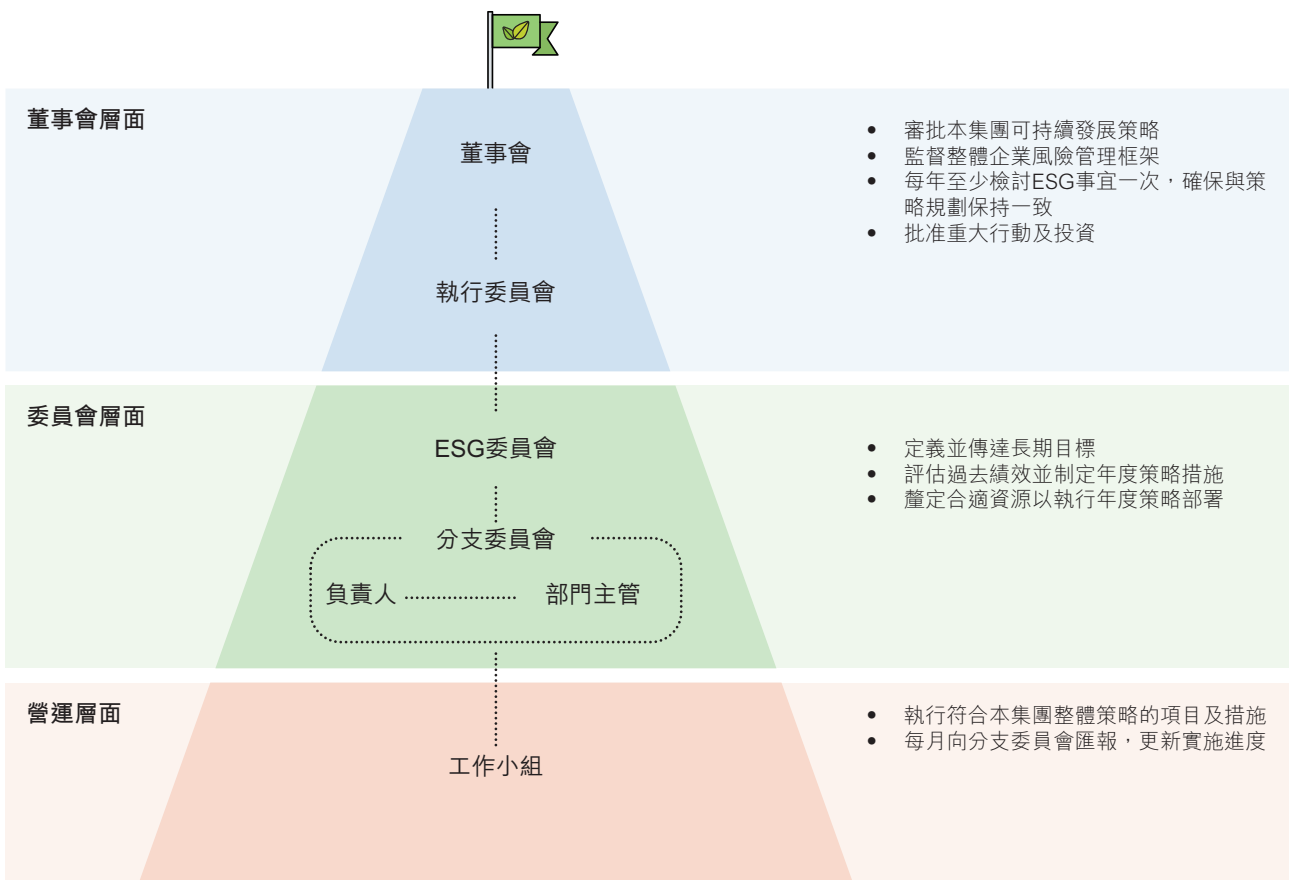 董事會層面
董事會
執行委員會
• 審批本集團可持續發展策略
• 監督整體企業風險管理框架
• 每年至少檢討ESG事宜一次，確保與策
略規劃保持一致
• 批准重大行動及投資
委員會層面
ESG委員會
分支委員會
負責人 部門主管
• 定義並傳達長期目標
• 評估過去績效並制定年度策略措施
• 釐定合適資源以執行年度策略部署
營運層面
工作小組
• 執行符合本集團整體策略的項目及措施
• 每月向分支委員會匯報，更新實施進度